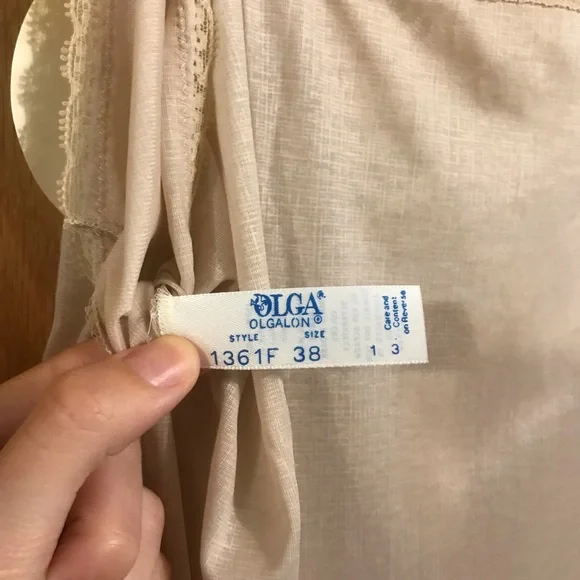 OLGA®
OLGALON®
STYLE SIZE
1361F 38 1 3
Care and
Content
on Reverse